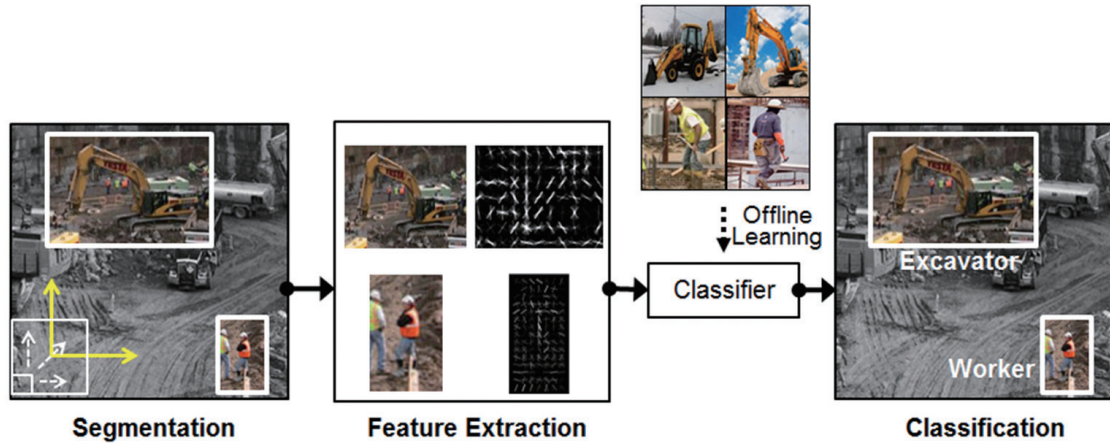 Offline
Learning
Classifier
Excavator
Worker
Segmentation
Feature Extraction
Classification